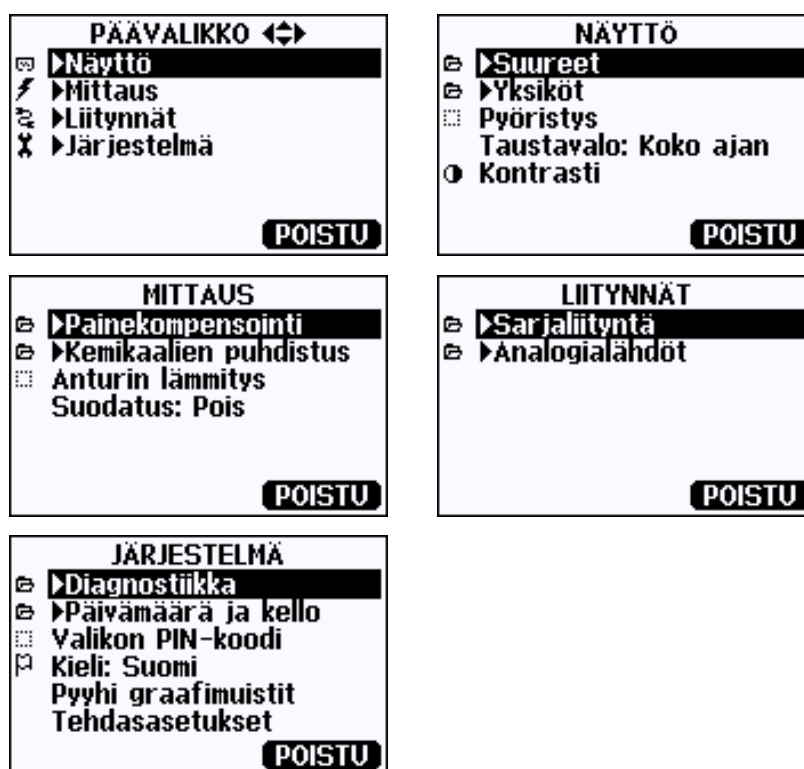 PÄÄVALIKKO
▶Näyttö
▶Mittaus
▶Liitynnät
▶Järjestelmä
POISTU
NÄYTTÖ
▶Suureet
▶Yksiköt
Pyöristys
Taustavalo: Koko ajan
Kontrasti
POISTU
MITTAUS
▶Painekompensointi
▶Kemikaalien puhdistus
Anturin lämmitys
Suodatus: Pois
POISTU
LIITYNNÄT
▶Sarjaliityntä
▶Analogialähdöt
POISTU
JÄRJESTELMÄ
▶Diagnostiikka
▶Päivämäärä ja kello
Valikon PIN-koodi
Kieli: Suomi
Pyyhi graafimuistit
Tehdasasetukset
POISTU